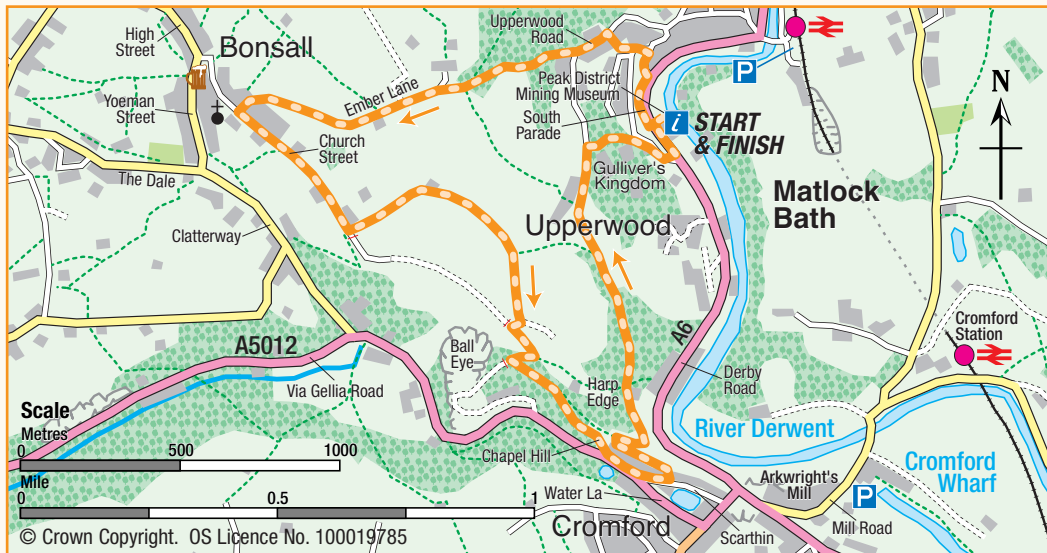 High
Street
Bonsall
Upperwood
Road
P
N
Ember Lane
Peak District
Mining Museum
Yoeman
Street
South
Parade
i
START
& FINISH
Church
Street
Gulliver's
Kingdom
The Dale
Matlock
Bath
Upperwood
Clatterway
A6
Cromford
Station
Ball
Eye
A5012
Derby
Road
Via Gellia Road
Harp
Edge
Scale
Metres
0
500
1000
River Derwent
Chapel Hill
Mile
0
0.5
1
Arkwright's
Mill
Cromford
Wharf
P
Water La
Mill Road
Cromford
Scarthin
© Crown Copyright. OS Licence No. 100019785